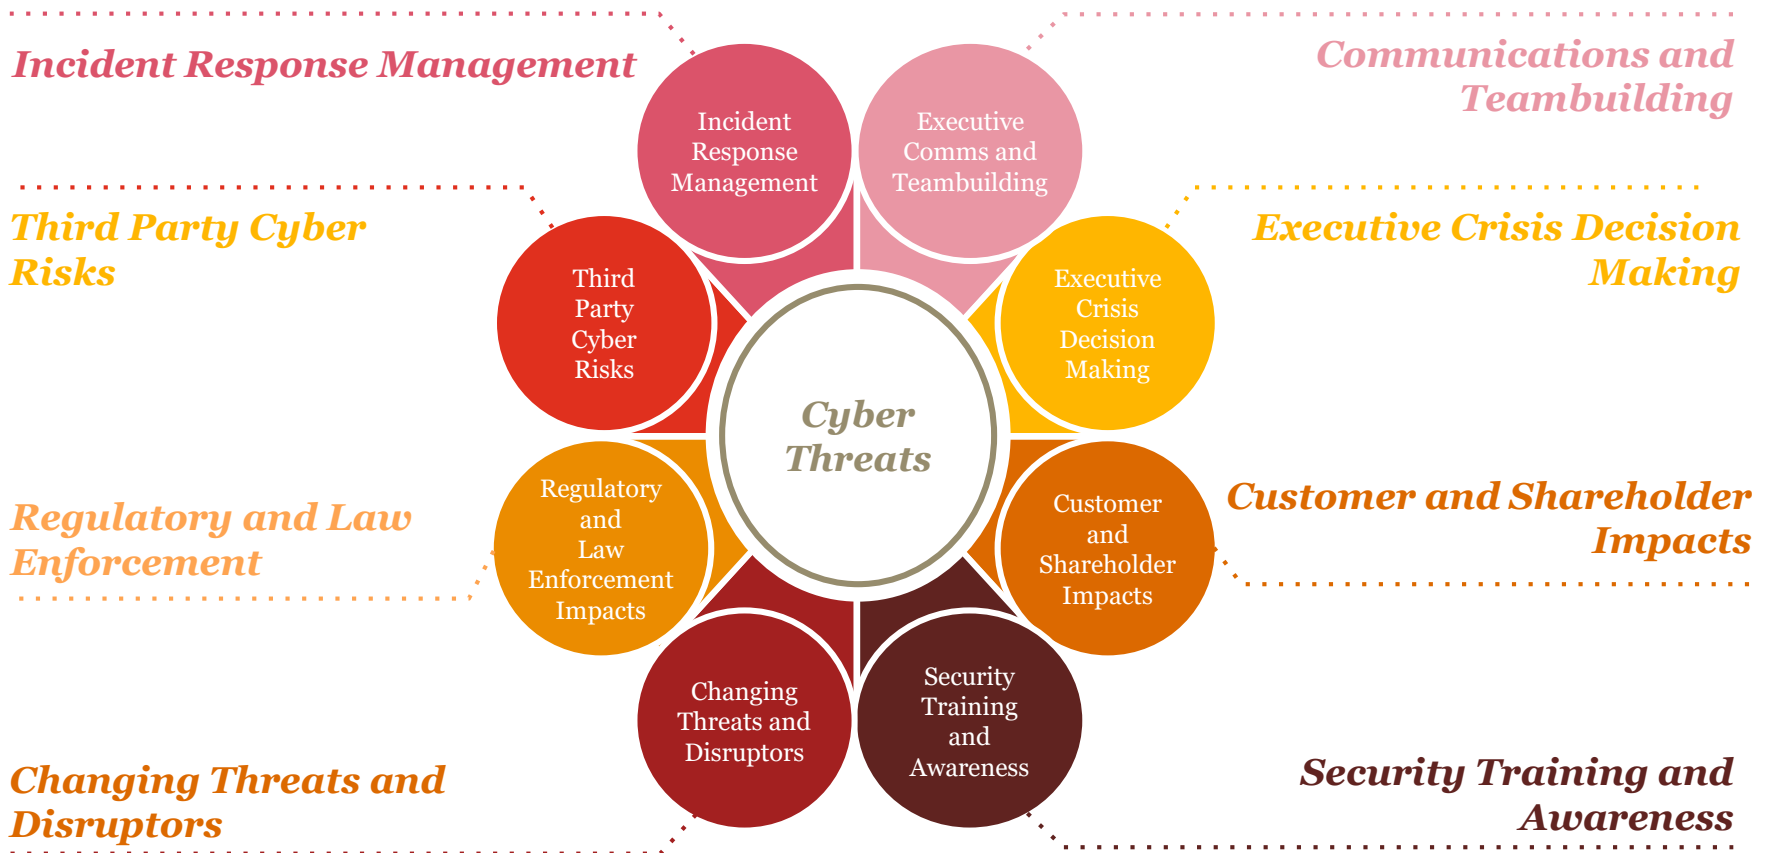 Incident Response Management
Communications and
Teambuilding
Incident
Response
Management
Executive
Comms and
Teambuilding
Third Party Cyber
Risks
Executive Crisis Decision
Making
Third
Party
Cyber
Risks
Executive
Crisis
Decision
Making
Cyber
Threats
Regulatory and Law
Enforcement
Regulatory
and
Law
Enforcement
Impacts
Customer
and
Shareholder
Impacts
Customer and Shareholder
Impacts
Changing
Threats and
Disruptors
Security
Training
and
Awareness
Changing Threats and
Disruptors
Security Training and
Awareness